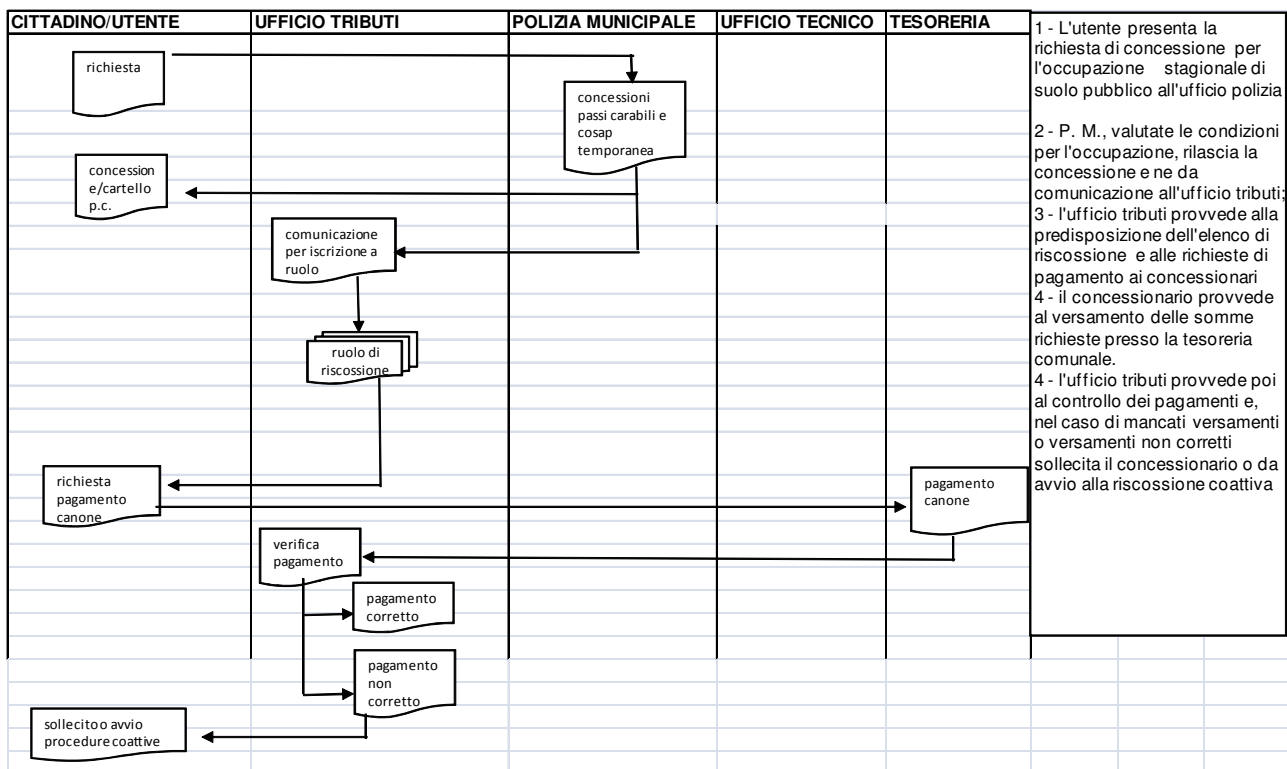 CITTADINO/UTENTE
UFFICIO TRIBUTI
POLIZIA MUNICIPALE
UFFICIO TECNICO
TESORERIA
richiesta
concessioni
passi carabili e
cosap
temporanea
concession
e/cartello
p.c.
comunicazione
per iscrizione a
ruolo
ruolo di
riscossione
richiesta
pagamento
canone
pagamento
canone
verifica
pagamento
pagamento
corretto
pagamento
non
corretto
sollecito o avvio
procedure coattive
1 - L'utente presenta la
richiesta di concessione per
l'occupazione stagionale di
suolo pubblico all'ufficio polizia
2 - P. M., valutate le condizioni
per l'occupazione, rilascia la
concessione e ne da
comunicazione all'ufficio tributi;
3 - l'ufficio tributi provvede alla
predisposizione dell'elenco di
riscossione e alle richieste di
pagamento ai concessionari
4 - il concessionario provvede
al versamento delle somme
richieste presso la tesoreria
comunale.
4 - l'ufficio tributi provvede poi
al controllo dei pagamenti e,
nel caso di mancati versamenti
o versamenti non corretti
sollecita il concessionario o da
avvio alla riscossione coattiva